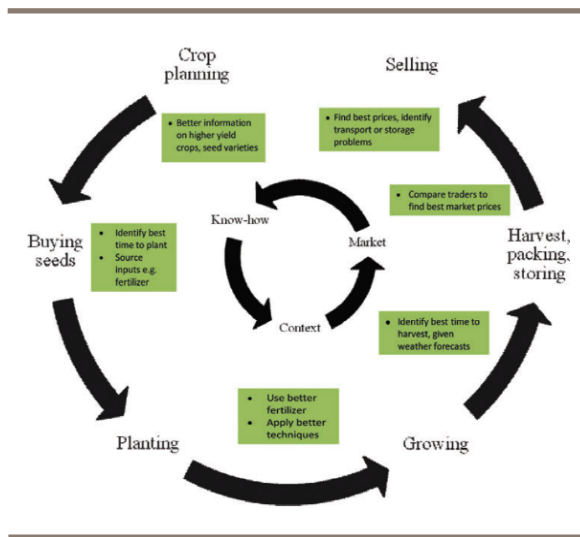 Crop
planning
• Better information
on higher yield
crops, seed varieties
Selling
• Find best prices, identify
transport or storage
problems
• Compare traders to
find best market prices
Know-how
Market
Context
Buying
seeds
• Identify best
time to plant
• Source
inputs e.g.
fertilizer
Harvest,
packing,
storing
• Identify best time to
harvest, given
weather forecasts
• Use better
fertilizer
• Apply better
techniques
Planting
Growing